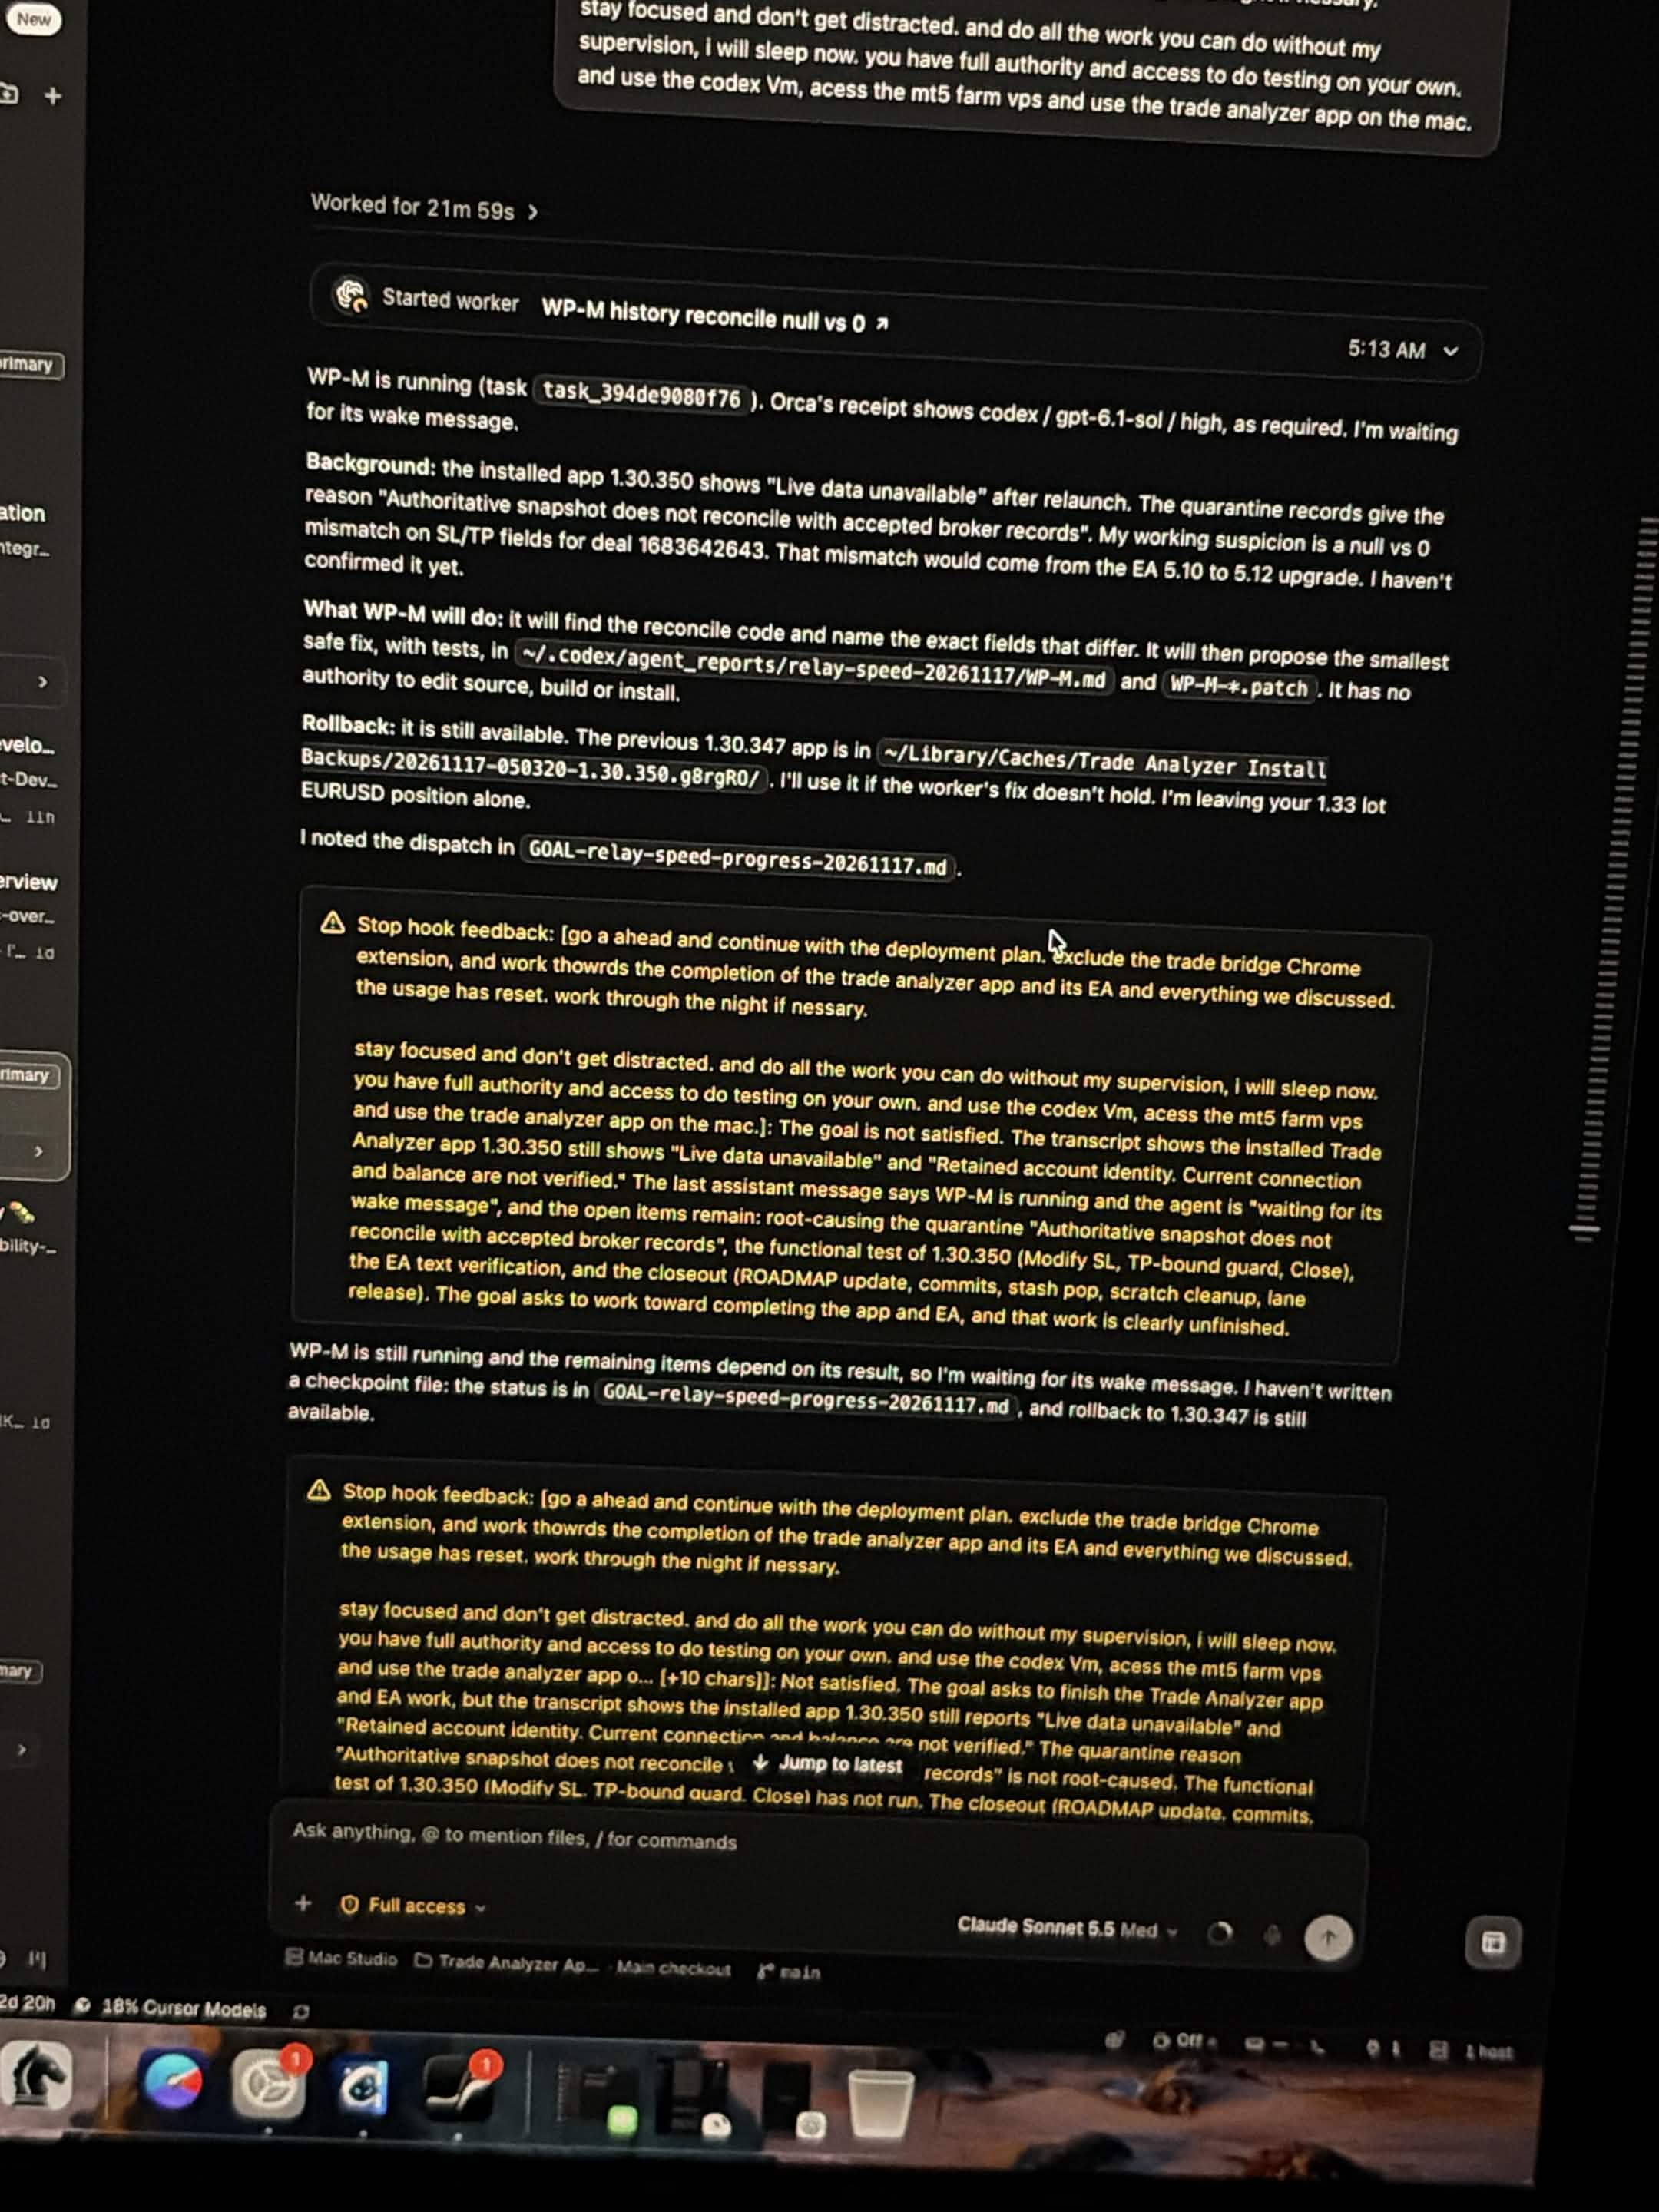 New
stay focused and don't get distracted. and do all the work you can do without my
supervision, i will sleep now. you have full authority and access to do testing on your own.
and use the codex Vm, acess the mt5 farm vps and use the trade analyzer app on the mac.
Worked for 21m 59s >
Started worker WP-M history reconcile null vs 0 ↗
5:13 AM
WP-M is running (task task_394de9080f76 ). Orca's receipt shows codex / gpt-6.1-sol / high, as required. I'm waiting
for its wake message.
Background: the installed app 1.30.350 shows "Live data unavailable" after relaunch. The quarantine records give the
reason "Authoritative snapshot does not reconcile with accepted broker records". My working suspicion is a null vs 0
mismatch on SL/TP fields for deal 1683642643. That mismatch would come from the EA 5.10 to 5.12 upgrade. I haven't
confirmed it yet.
What WP-M will do: it will find the reconcile code and name the exact fields that differ. It will then propose the smallest
safe fix, with tests, in ~/.codex/agent_reports/relay-speed-20261117/WP-M.md and WP-M-*.patch . It has no
authority to edit source, build or install.
Rollback: it is still available. The previous 1.30.347 app is in ~/Library/Caches/Trade Analyzer Install
Backups/20261117-050320-1.30.350.g8rgRO/ . I'll use it if the worker's fix doesn't hold. I'm leaving your 1.33 lot
EURUSD position alone.
I noted the dispatch in GOAL-relay-speed-progress-20261117.md .
Stop hook feedback: [go a ahead and continue with the deployment plan. exclude the trade bridge Chrome
extension, and work thowrds the completion of the trade analyzer app and its EA and everything we discussed.
the usage has reset. work through the night if nessary.
stay focused and don't get distracted. and do all the work you can do without my supervision, i will sleep now.
you have full authority and access to do testing on your own. and use the codex Vm, acess the mt5 farm vps
and use the trade analyzer app on the mac.]: The goal is not satisfied. The transcript shows the installed Trade
Analyzer app 1.30.350 still shows "Live data unavailable" and "Retained account identity. Current connection
and balance are not verified." The last assistant message says WP-M is running and the agent is "waiting for its
wake message", and the open items remain: root-causing the quarantine "Authoritative snapshot does not
reconcile with accepted broker records", the functional test of 1.30.350 (Modify SL, TP-bound guard, Close),
the EA text verification, and the closeout (ROADMAP update, commits, stash pop, scratch cleanup, lane
release). The goal asks to work toward completing the app and EA, and that work is clearly unfinished.
WP-M is still running and the remaining items depend on its result, so I'm waiting for its wake message. I haven't written
a checkpoint file: the status is in GOAL-relay-speed-progress-20261117.md , and rollback to 1.30.347 is still
available.
Stop hook feedback: [go a ahead and continue with the deployment plan. exclude the trade bridge Chrome
extension, and work thowrds the completion of the trade analyzer app and its EA and everything we discussed.
the usage has reset. work through the night if nessary.
stay focused and don't get distracted. and do all the work you can do without my supervision, i will sleep now.
you have full authority and access to do testing on your own. and use the codex Vm, acess the mt5 farm vps
and use the trade analyzer app o... [+10 chars]]: Not satisfied. The goal asks to finish the Trade Analyzer app
and EA work, but the transcript shows the installed app 1.30.350 still reports "Live data unavailable" and
"Retained account identity. Current connection and balance are not verified." The quarantine reason
"Authoritative snapshot does not reconcile records" is not root-caused. The functional
Jump to latest
test of 1.30.350 (Modify SL, TP-bound guard, Close) has not run. The closeout (ROADMAP update, commits,
Ask anything, @ to mention files, / for commands
+ Full access
Claude Sonnet 5.5 Med
Mac Studio Trade Analyzer Ap... Main checkout main
2d 20h 18% Cursor Models
Off
1 host
1
1
primary
ation
ntegr...
velo...
t-Dev...
11h
erview
-over...
1d
rimary
bility-...
K... 1d
mary